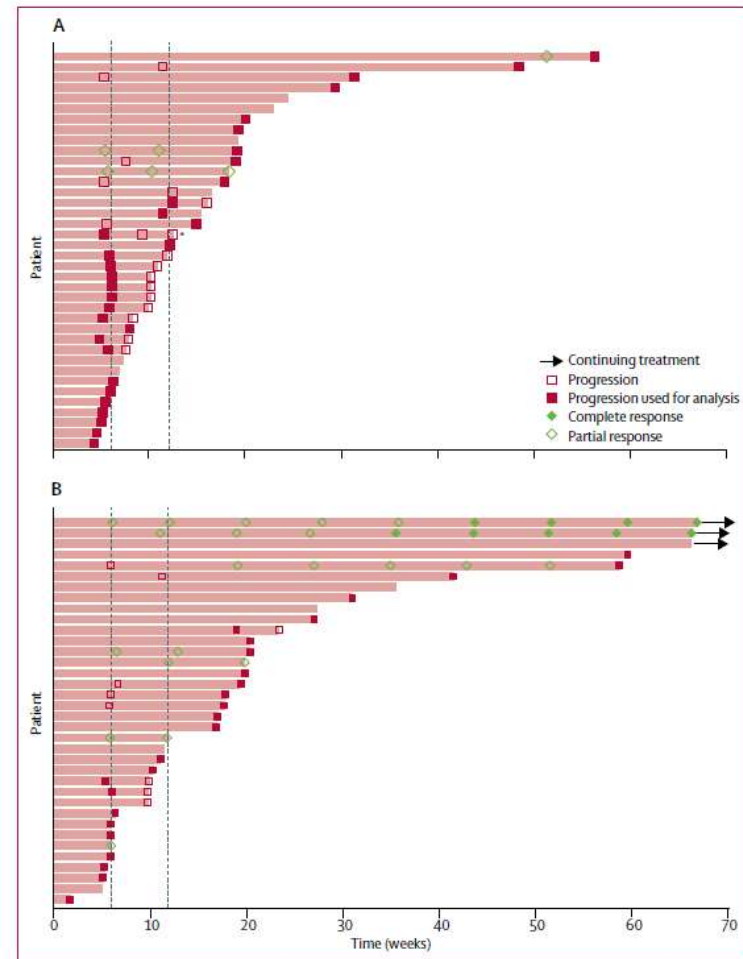 A
Patient
Continuing treatment
Progression
Progression used for analysis
Complete response
Partial response
*
B
Patient
0 10 20 30 40 50 60 70
Time (weeks)